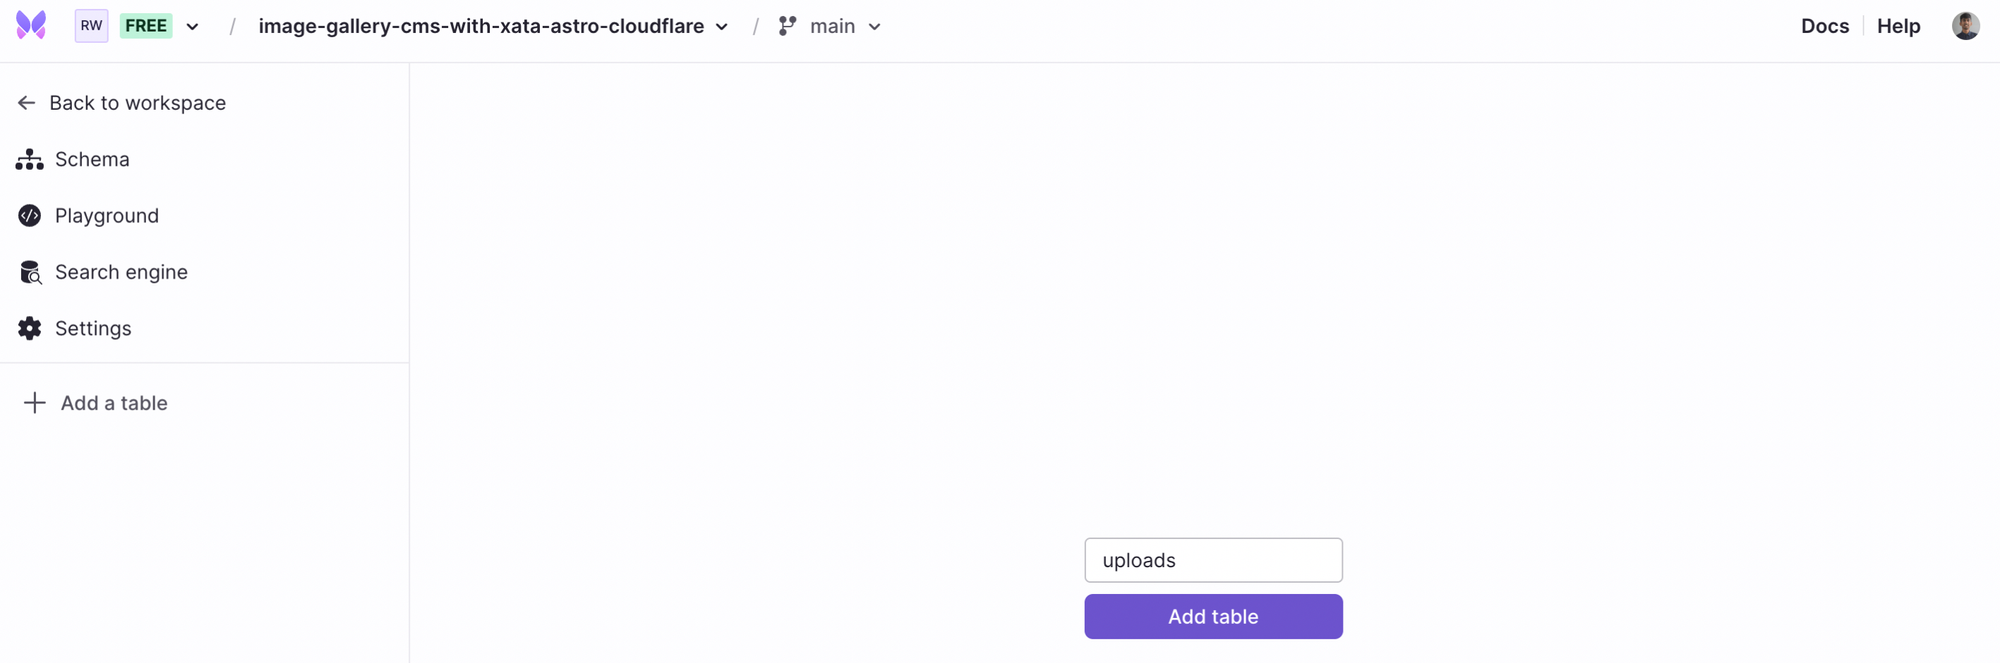 RW FREE / image-gallery-cms-with-xata-astro-cloudflare / main Docs Help
Back to workspace
Schema
Playground
Search engine
Settings
Add a table
uploads
Add table